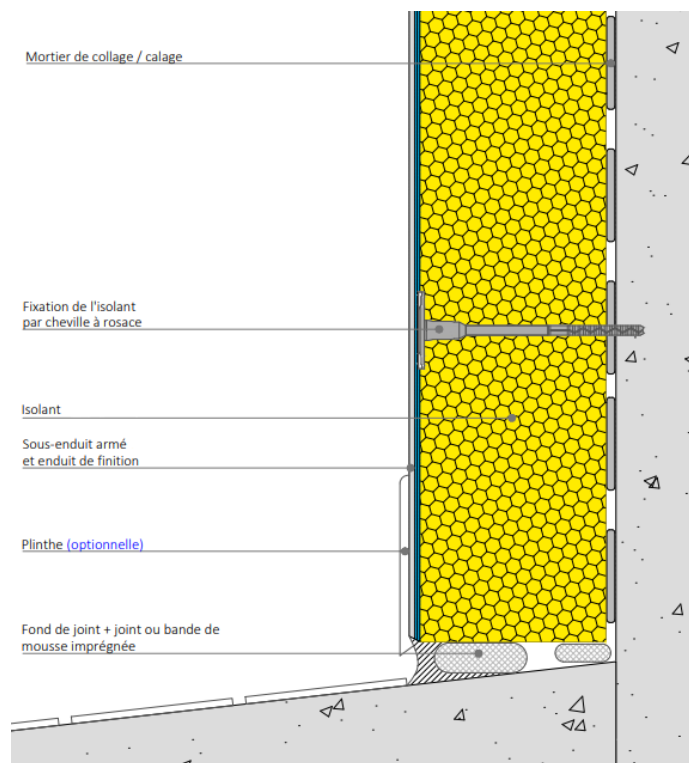 Mortier de collage / calage
Fixation de l'isolant
par cheville à rosace
Isolant
Sous-enduit armé
et enduit de finition
Plinthe (optionnelle)
Fond de joint + joint ou bande de
mousse imprégnée